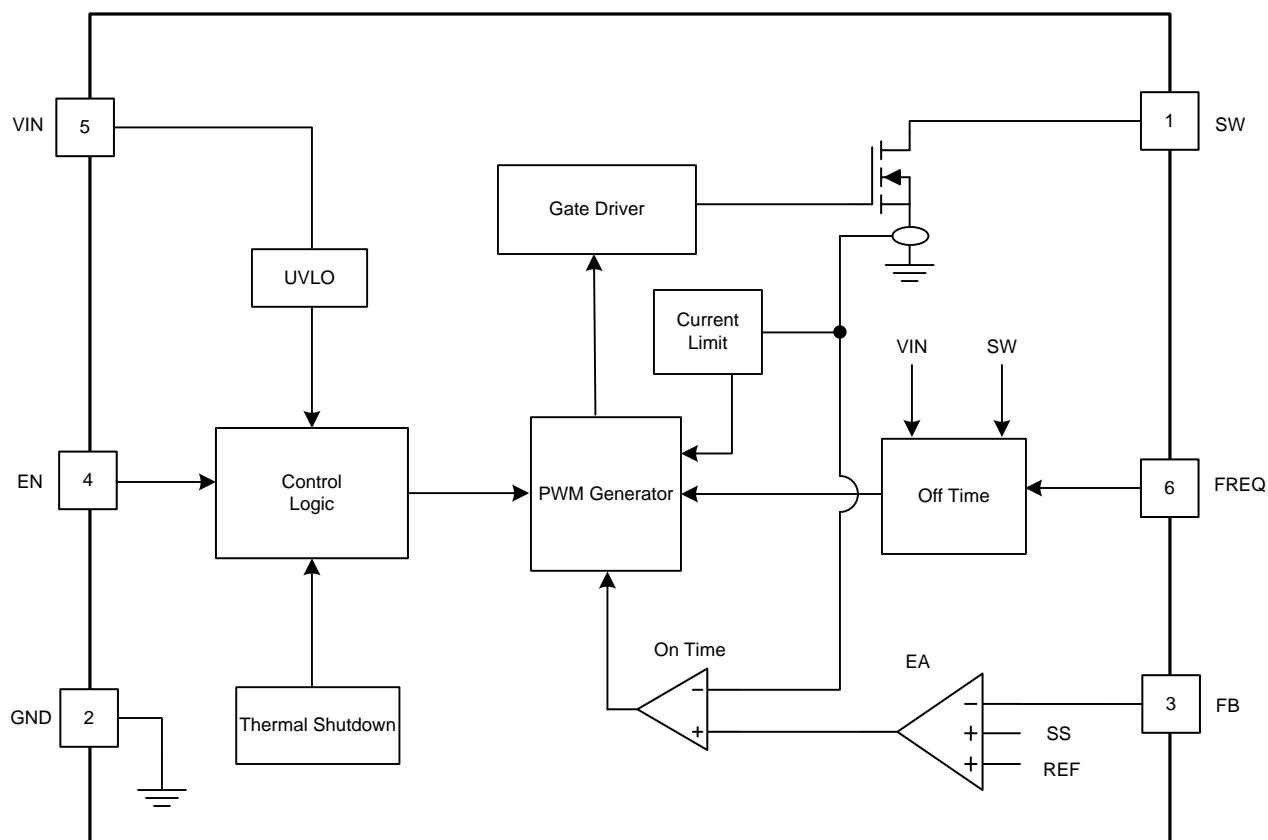 VIN
5
1
SW
Gate Driver
UVLO
Current
Limit
VIN
SW
EN
4
Control
Logic
PWM Generator
Off Time
6
FREQ
On Time
EA
GND
2
Thermal Shutdown
−
+
−
+
+
SS
REF
3
FB